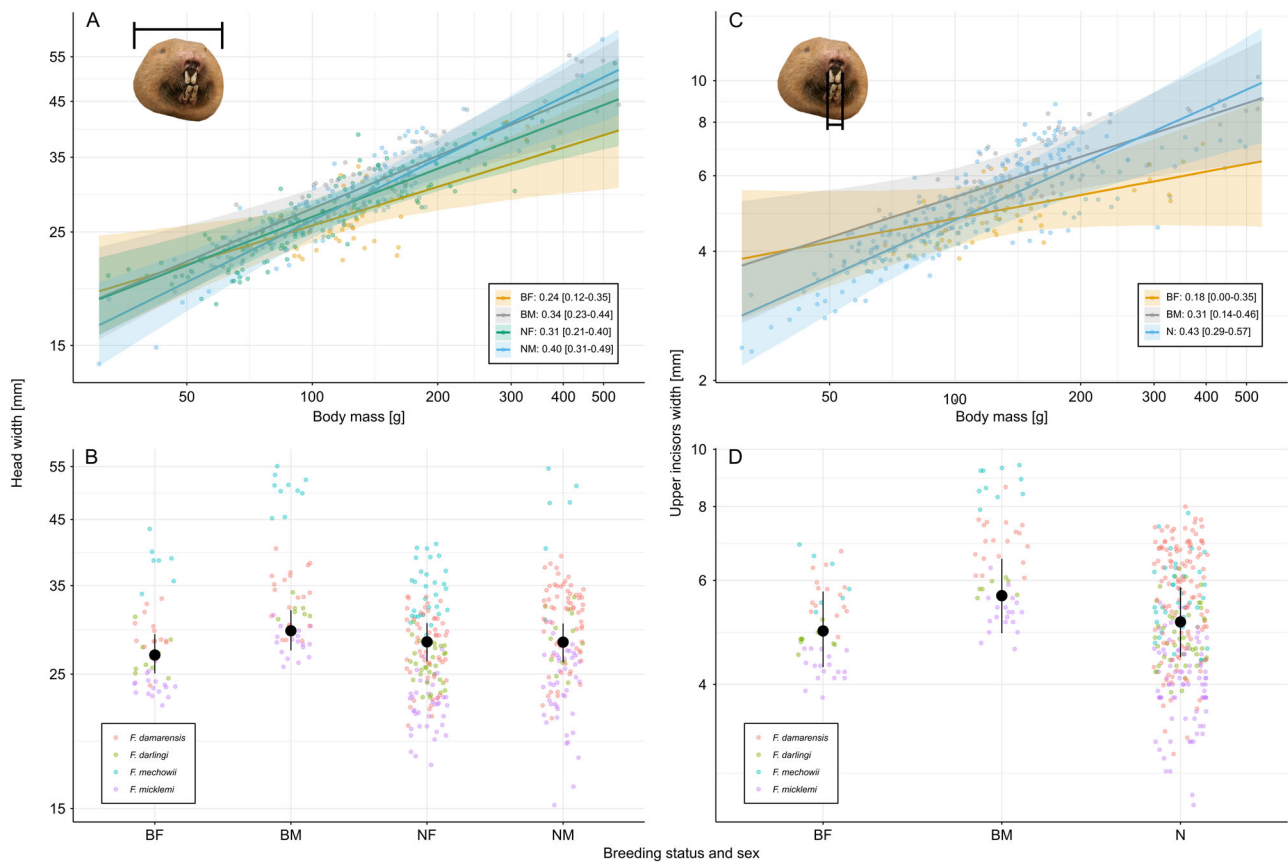 A
55
45
35
25
15
BF: 0.24 [0.12-0.35]
BM: 0.34 [0.23-0.44]
NF: 0.31 [0.21-0.40]
NM: 0.40 [0.31-0.49]
50
100
200
300
400
500
Body mass [g]
C
10
8
6
4
2
BF: 0.18 [0.00-0.35]
BM: 0.31 [0.14-0.46]
N: 0.43 [0.29-0.57]
50
100
200
300
400
500
Body mass [g]
Head width [mm]
Upper incisors width [mm]
B
55
45
35
25
15
F. damarensis
F. darlingi
F. mechowii
F. micklemi
BF
BM
NF
NM
D
10
8
6
4
F. damarensis
F. darlingi
F. mechowii
F. micklemi
BF
BM
N
Breeding status and sex